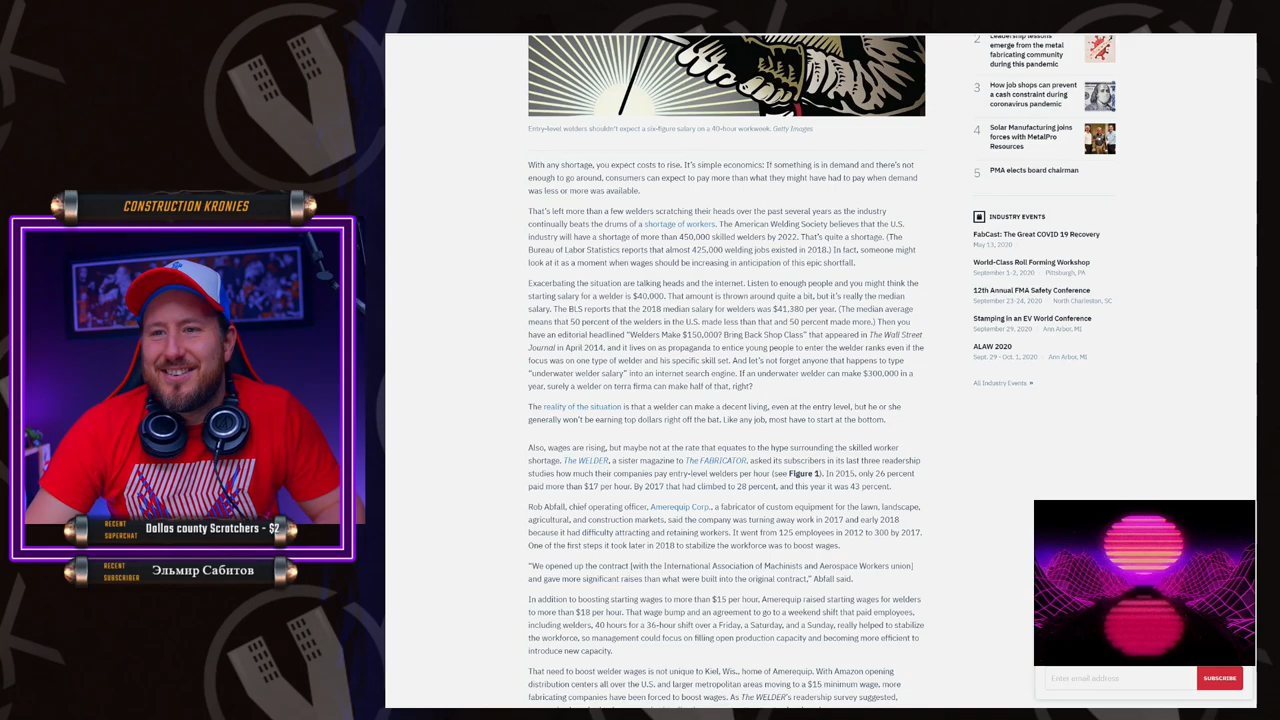 CONSTRUCTION KRONIES
RECENT
SUPERCHAT
Dallas county Scratchers - $2
RECENT
SUBSCRIBER
Эльмир Сабитов
Entry-level welders shouldn't expect a six-figure salary on a 40-hour workweek. Getty Images
With any shortage, you expect costs to rise. It's simple economics: If something is in demand and there's not
enough to go around, consumers can expect to pay more than what they might have had to pay when demand
was less or more was available.
That's left more than a few welders scratching their heads over the past several years as the industry
continually beats the drums of a shortage of workers. The American Welding Society believes that the U.S.
industry will have a shortage of more than 450,000 skilled welders by 2022. That's quite a shortage. (The
Bureau of Labor Statistics reports that almost 425,000 welding jobs existed in 2018.) In fact, someone might
look at it as a moment when wages should be increasing in anticipation of this epic shortfall.
Exacerbating the situation are talking heads and the internet. Listen to enough people and you might think the
starting salary for a welder is $40,000. That amount is thrown around quite a bit, but it's really the median
salary. The BLS reports that the 2018 median salary for welders was $41,380 per year. (The median average
means that 50 percent of the welders in the U.S. made less than that and 50 percent made more.) Then you
have an editorial headlined "Welders Make $150,000? Bring Back Shop Class" that appeared in The Wall Street
Journal in April 2014, and it lives on as propaganda to entice young people to enter the welder ranks even if the
focus was on one type of welder and his specific skill set. And let's not forget anyone that happens to type
"underwater welder salary" into an internet search engine. If an underwater welder can make $300,000 in a
year, surely a welder on terra firma can make half of that, right?
The reality of the situation is that a welder can make a decent living, even at the entry level, but he or she
generally won't be earning top dollars right off the bat. Like any job, most have to start at the bottom.
Also, wages are rising, but maybe not at the rate that equates to the hype surrounding the skilled worker
shortage. The WELDER, a sister magazine to The FABRICATOR, asked its subscribers in its last three readership
studies how much their companies pay entry-level welders per hour (see Figure 1). In 2015, only 26 percent
paid more than $17 per hour. By 2017 that had climbed to 28 percent, and this year it was 43 percent.
Rob Abfall, chief operating officer, Amerequip Corp., a fabricator of custom equipment for the lawn, landscape,
agricultural, and construction markets, said the company was turning away work in 2017 and early 2018
because it had difficulty attracting and retaining workers. It went from 125 employees in 2012 to 300 by 2017.
One of the first steps it took later in 2018 to stabilize the workforce was to boost wages.
"We opened up the contract [with the International Association of Machinists and Aerospace Workers union]
and gave more significant raises than what were built into the original contract," Abfall said.
In addition to boosting starting wages to more than $15 per hour, Amerequip raised starting wages for welders
to more than $18 per hour. That wage bump and an agreement to go to a weekend shift that paid employees,
including welders, 40 hours for a 36-hour shift over a Friday, a Saturday, and a Sunday, really helped to stabilize
the workforce, so management could focus on filling open production capacity and becoming more efficient to
introduce new capacity.
That need to boost welder wages is not unique to Kiel, Wis., home of Amerequip. With Amazon opening
distribution centers all over the U.S. and larger metropolitan areas moving to a $15 minimum wage, more
fabricating companies have been forced to boost wages. As The WELDER's readership survey suggested,
2
Leadership lessons
emerge from the metal
fabricating community
during this pandemic
3
How job shops can prevent
a cash constraint during
coronavirus pandemic
4
Solar Manufacturing joins
forces with MetalPro
Resources
5
PMA elects board chairman
INDUSTRY EVENTS
FabCast: The Great COVID 19 Recovery
May 13, 2020
World-Class Roll Forming Workshop
September 1-2, 2020 | Pittsburgh, PA
12th Annual FMA Safety Conference
September 23-24, 2020 | North Charleston, SC
Stamping in an EV World Conference
September 29, 2020 | Ann Arbor, MI
ALAW 2020
Sept. 29 - Oct. 1, 2020 | Ann Arbor, MI
All Industry Events »
Enter email address
SUBSCRIBE